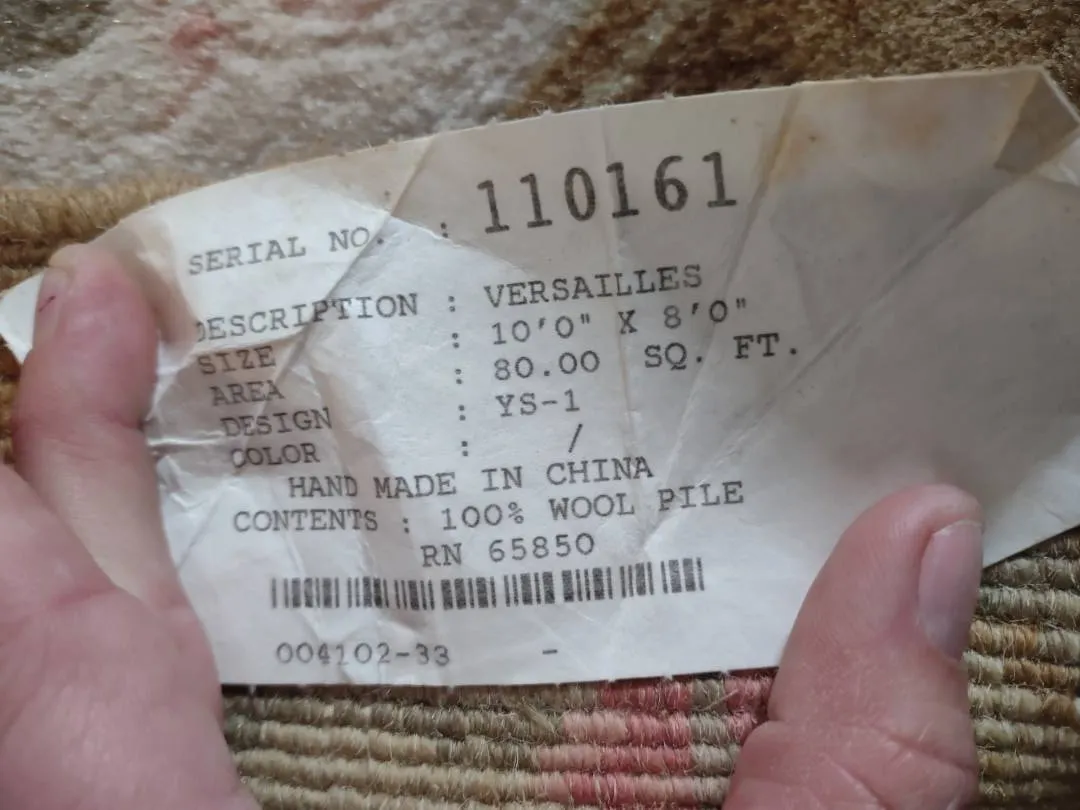 SERIAL NO. : 110161
DESCRIPTION : VERSAILLES
SIZE : 10'0" X 8'0"
AREA : 80.00 SQ. FT.
DESIGN : YS-1
COLOR : /
HAND MADE IN CHINA
CONTENTS : 100% WOOL PILE
RN 65850
004102-33 -